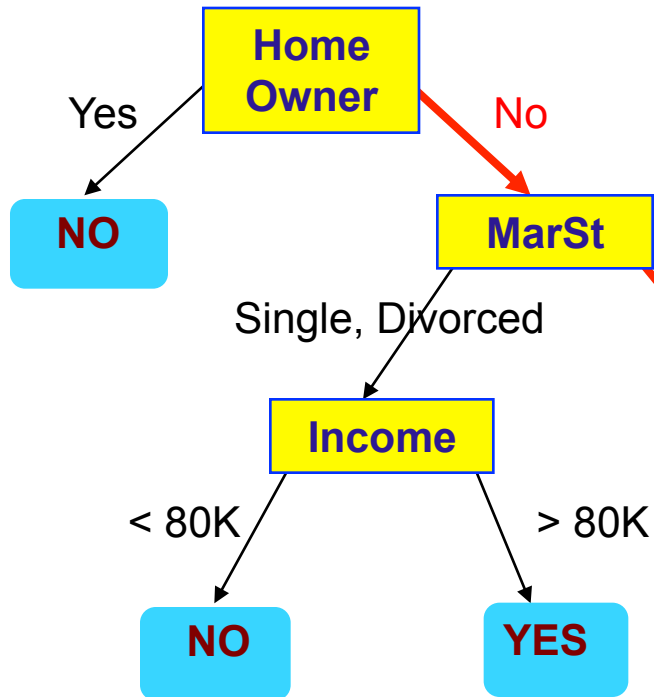 Home
Owner
Yes
No
NO
MarSt
Single, Divorced
Income
< 80K
> 80K
NO
YES